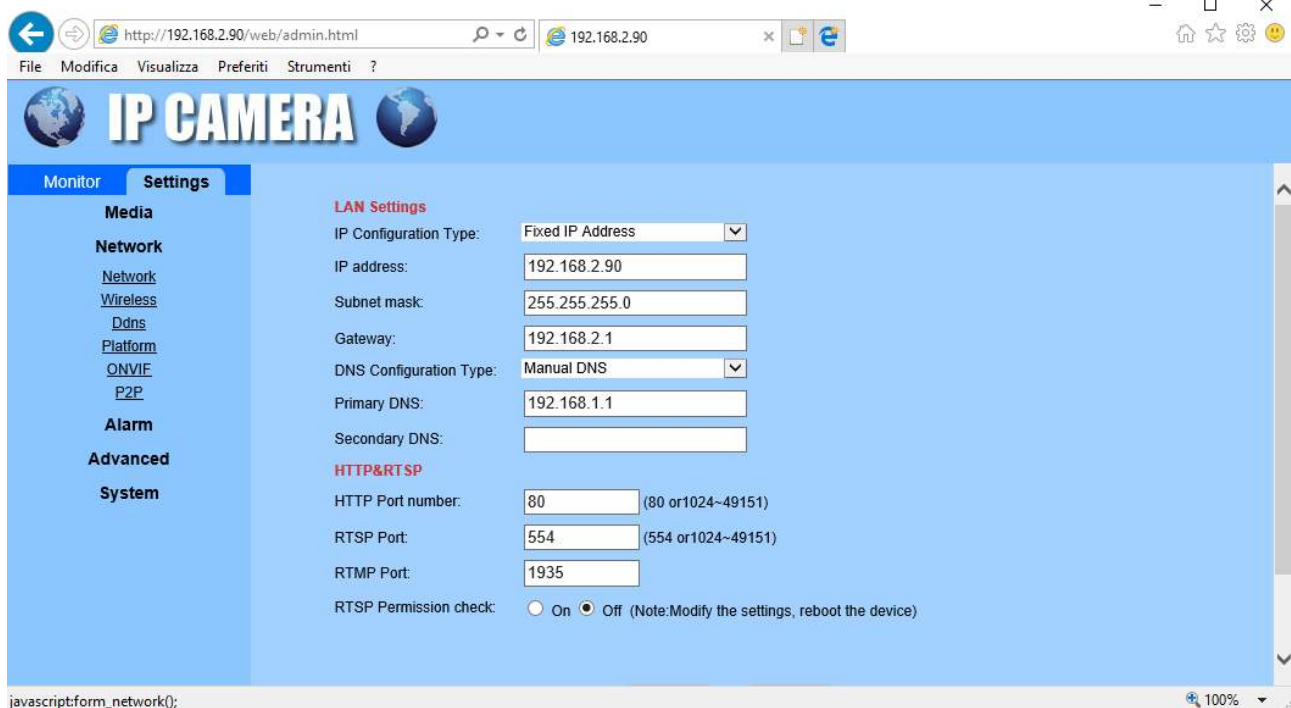 http://192.168.2.90/web/admin.html
192.168.2.90
File Modifica Visualizza Preferiti Strumenti ?
IP CAMERA
Monitor Settings
Media
Network
Network
Wireless
Ddns
Platform
ONVIF
P2P
Alarm
Advanced
System
LAN Settings
IP Configuration Type: Fixed IP Address
IP address: 192.168.2.90
Subnet mask: 255.255.255.0
Gateway: 192.168.2.1
DNS Configuration Type: Manual DNS
Primary DNS: 192.168.1.1
Secondary DNS:
HTTP&RTSP
HTTP Port number: 80 (80 or1024~49151)
RTSP Port: 554 (554 or1024~49151)
RTMP Port: 1935
RTSP Permission check: On Off (Note:Modify the settings, reboot the device)
javascript:form_network();
100%